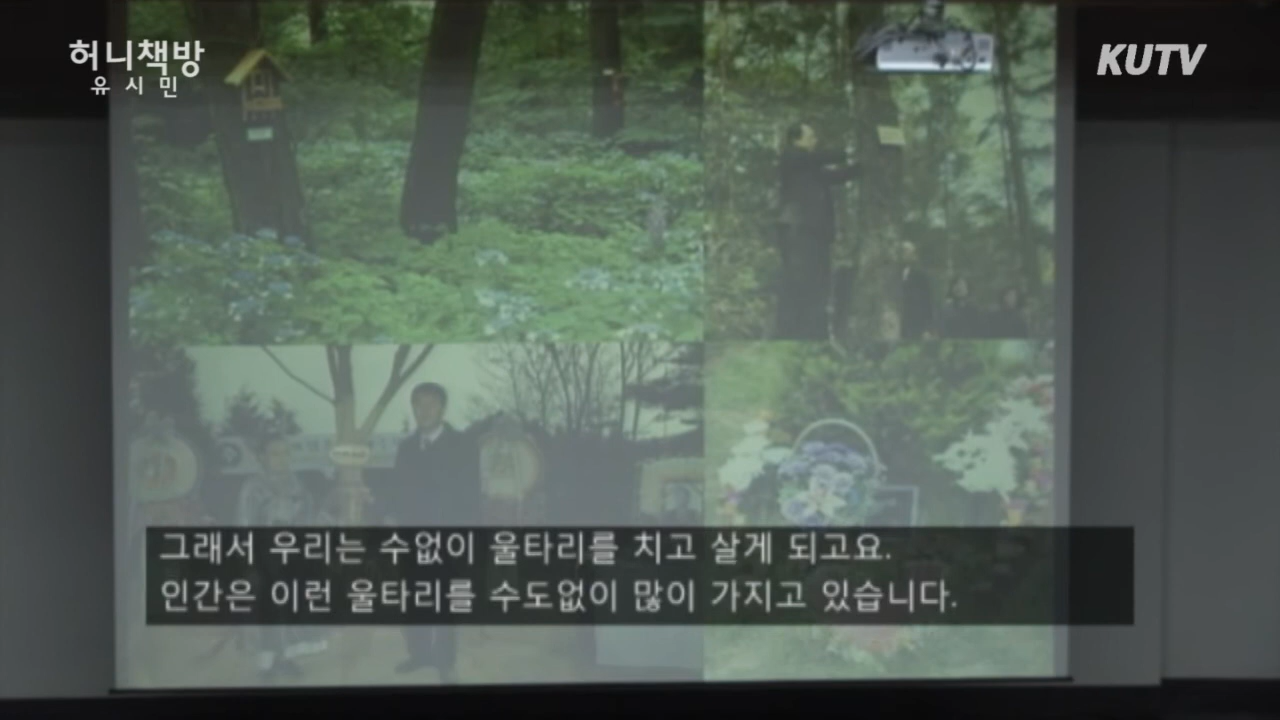 허니책방
유시민
KUTV
그래서 우리는 수없이 울타리를 치고 살게 되고요.
인간은 이런 울타리를 수도없이 많이 가지고 있습니다.